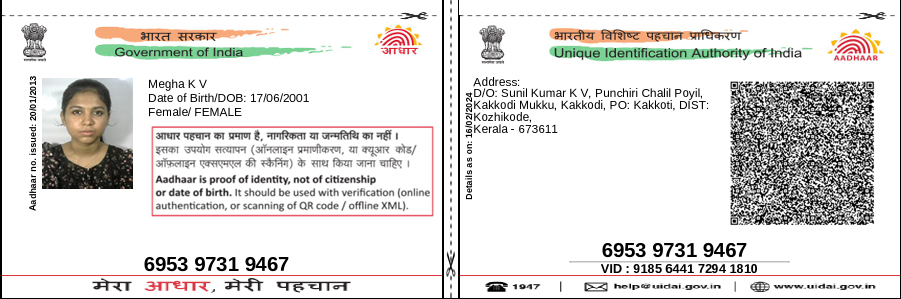 भारत सरकार
Government of India
आधार
Aadhaar no. issued: 20/01/2013
Megha K V
Date of Birth/DOB: 17/06/2001
Female/ FEMALE
आधार पहचान का प्रमाण है, नागरिकता या जन्मतिथि का नहीं ।
इसका उपयोग सत्यापन (ऑनलाइन प्रमाणीकरण, या क्यूआर कोड/
ऑफ़लाइन एक्सएमएल की स्कैनिंग) के साथ किया जाना चाहिए ।
Aadhaar is proof of identity, not of citizenship
or date of birth. It should be used with verification (online
authentication, or scanning of QR code / offline XML).
6953 9731 9467
मेरा आधार, मेरी पहचान
भारतीय विशिष्ट पहचान प्राधिकरण
Unique Identification Authority of India
AADHAAR
Details as on: 16/02/2024
Address:
D/O: Sunil Kumar K V, Punchiri Chalil Poyil,
Kakkodi Mukku, Kakkodi, PO: Kakkoti, DIST:
Kozhikode,
Kerala - 673611
6953 9731 9467
VID : 9185 6441 7294 1810
1947 | help@uidai.gov.in | www.uidai.gov.in